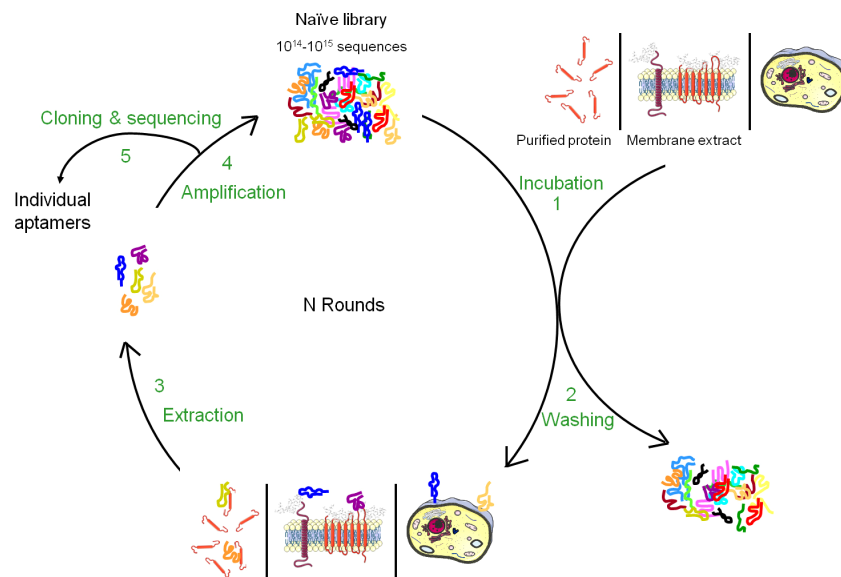 Naïve library
10¹⁴-10¹⁵ sequences
Purified protein
Membrane extract
Cloning & sequencing
5
4
Amplification
Individual
aptamers
Incubation
1
N Rounds
3
Extraction
2
Washing